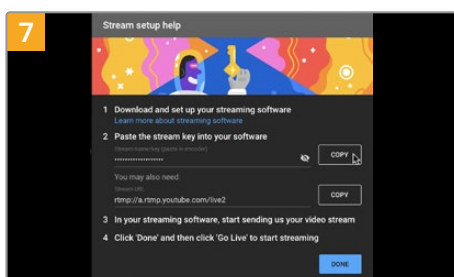 7
Stream setup help
1 Download and set up your streaming software
Learn more about streaming software
2 Paste the stream key into your software
Stream name/key (paste in encoder)
••••••••••••••••••••
COPY
You may also need:
Stream URL
rtmp://a.rtmp.youtube.com/live2
COPY
3 In your streaming software, start sending us your video stream
4 Click 'Done' and then click 'Go Live' to start streaming
DONE